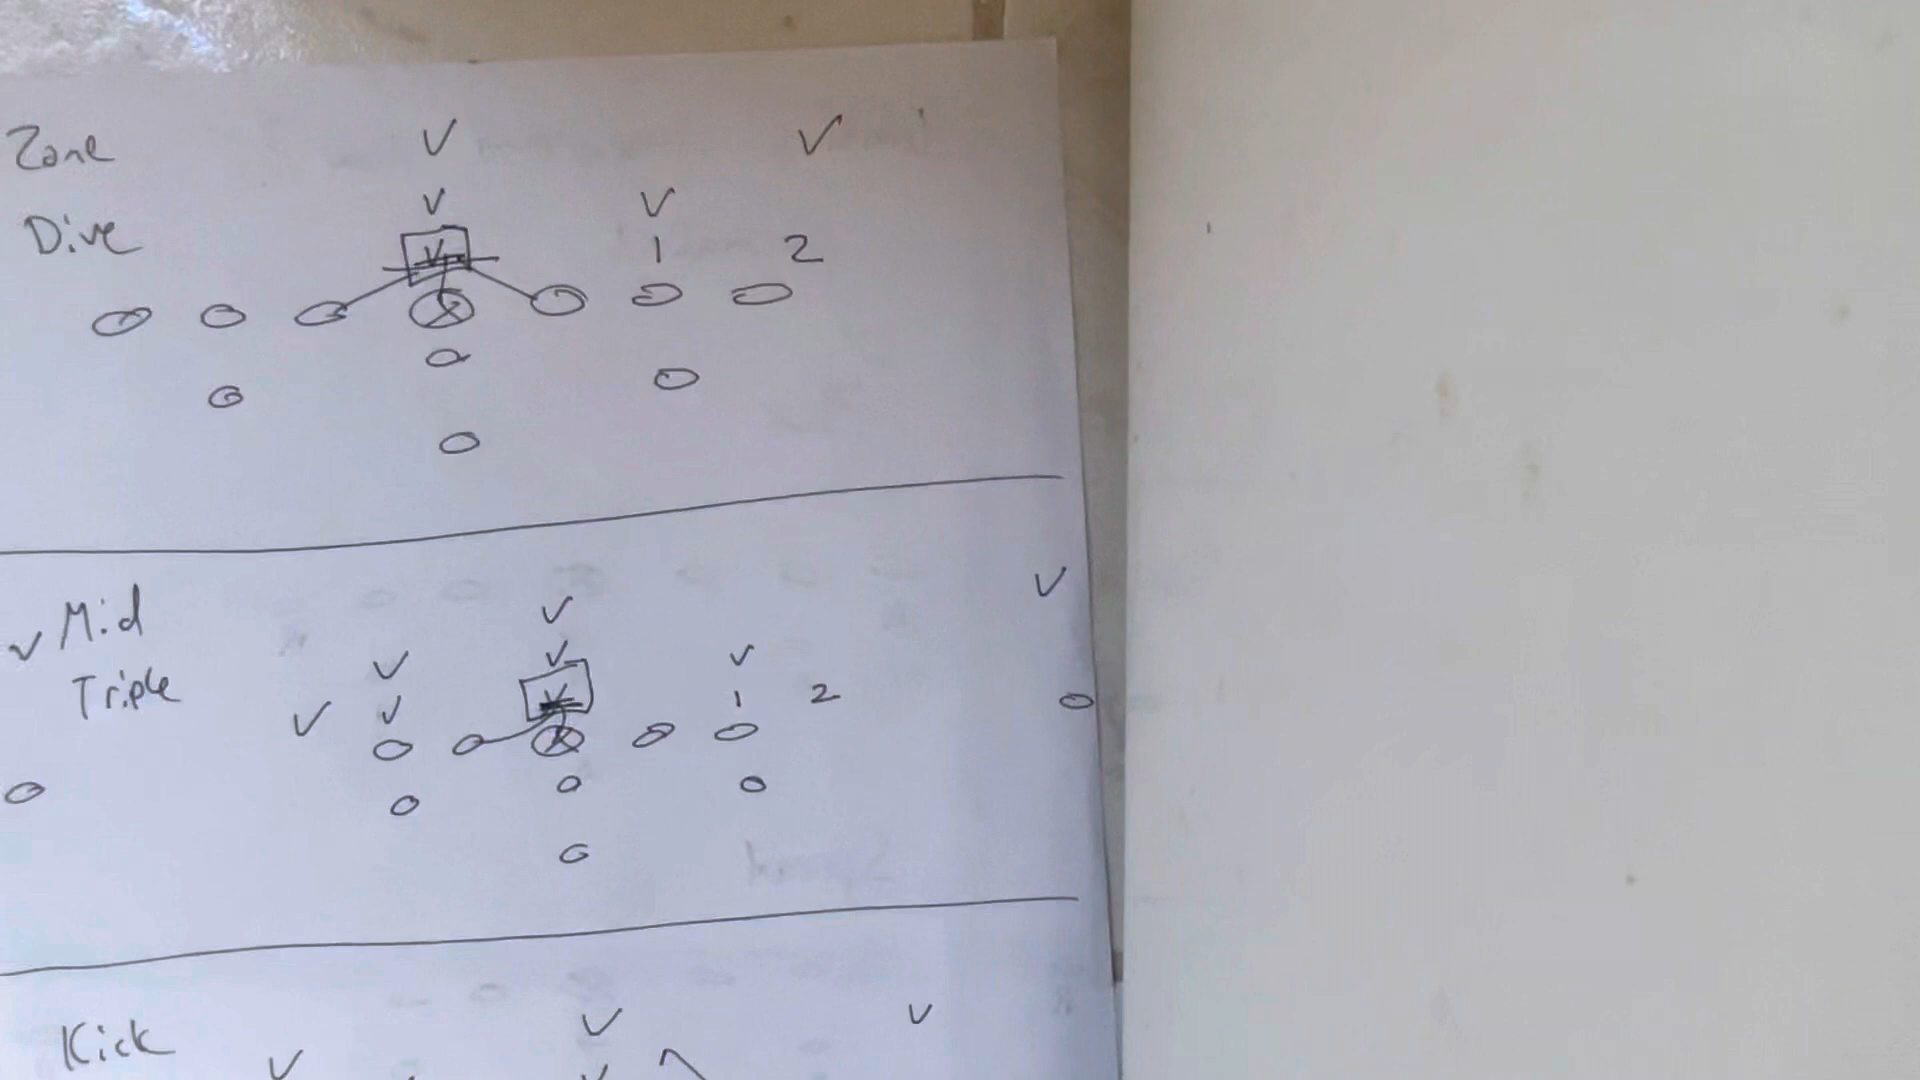 Zone
V V
V V
Dive V 1 2
V
V
✓ Mid V
V V V
Triple V V V 1 2
Kick V V
V V